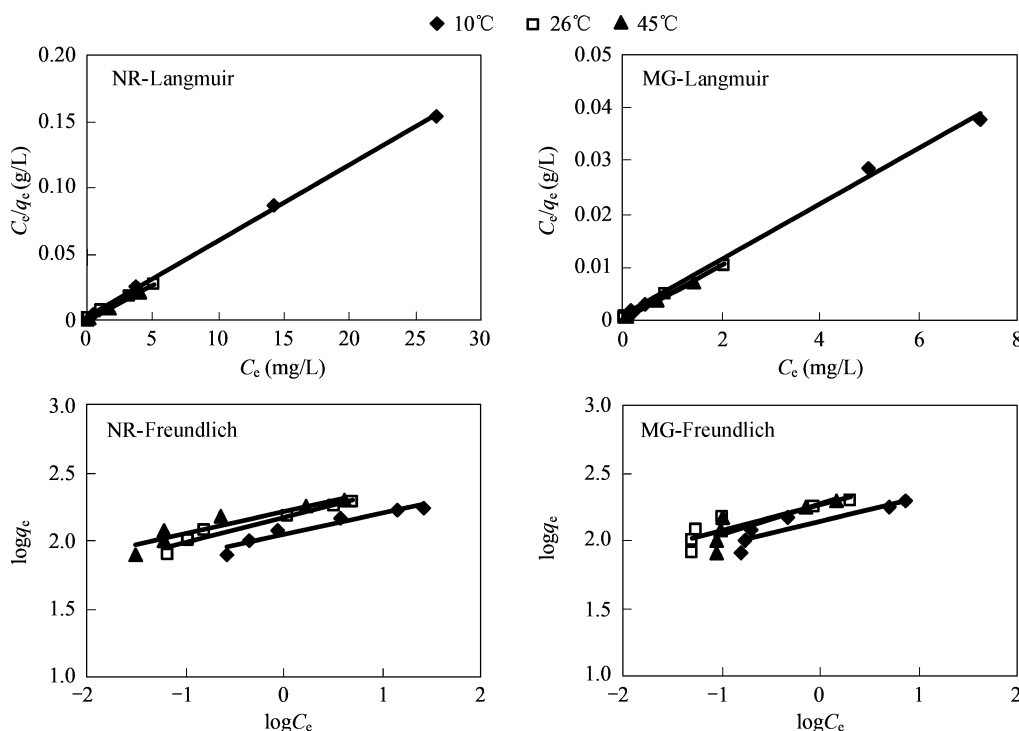 ◆ 10℃ □ 26℃ ▲ 45℃
NR-Langmuir
0.20
0.15
0.10
0.05
0
Ce/qe (g/L)
0 5 10 15 20 25 30
Ce (mg/L)
MG-Langmuir
0.05
0.04
0.03
0.02
0.01
0
Ce/qe (g/L)
0 2 4 6 8
Ce (mg/L)
NR-Freundlich
3.0
2.5
2.0
1.5
1.0
logqe
−2 −1 0 1 2
logCe
MG-Freundlich
3.0
2.5
2.0
1.5
1.0
logqe
−2 −1 0 1 2
logCe